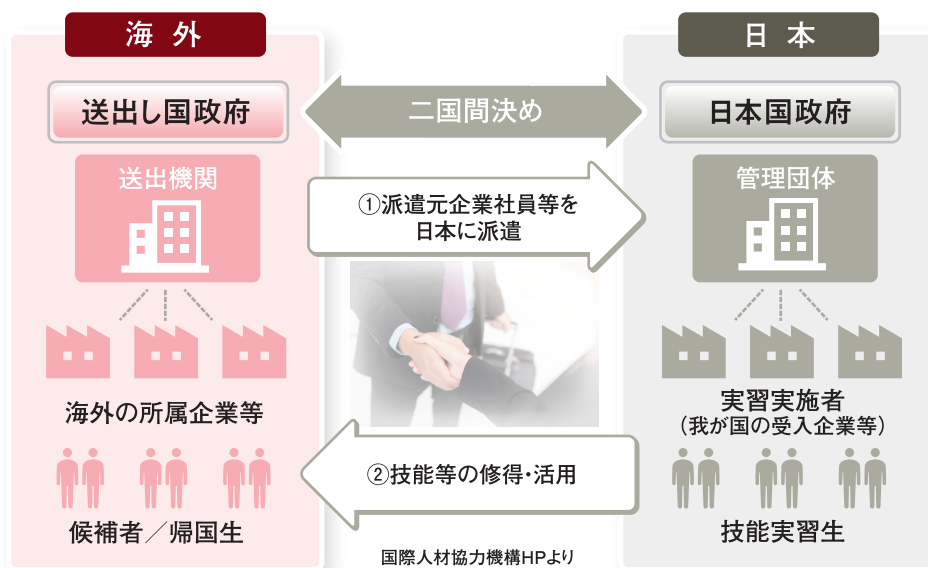 海外
日本
送出し国政府
二国間決め
日本国政府
送出機関
管理団体
①派遣元企業社員等を
日本に派遣
海外の所属企業等
実習実施者
（我が国の受入企業等）
②技能等の修得・活用
候補者／帰国生
技能実習生
国際人材協力機構HPより